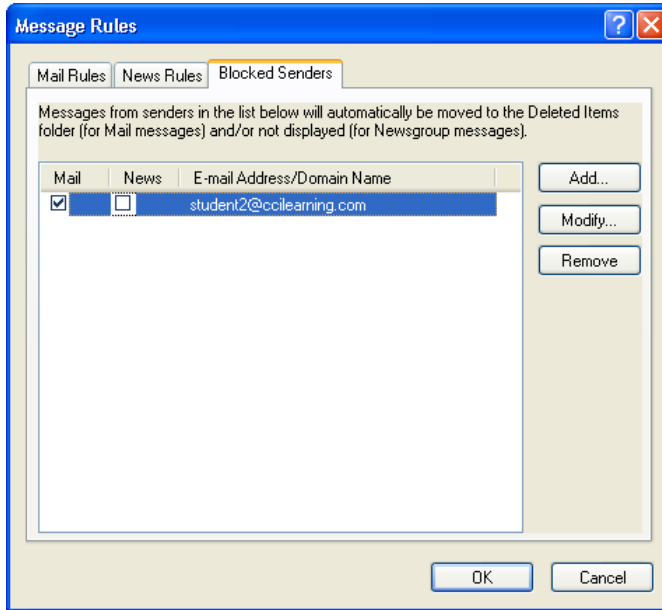 Message Rules
Mail Rules News Rules Blocked Senders
Messages from senders in the list below will automatically be moved to the Deleted Items
folder (for Mail messages) and/or not displayed (for Newsgroup messages).
Mail News E-mail Address/Domain Name
student2@ccilearning.com
Add...
Modify...
Remove
OK Cancel